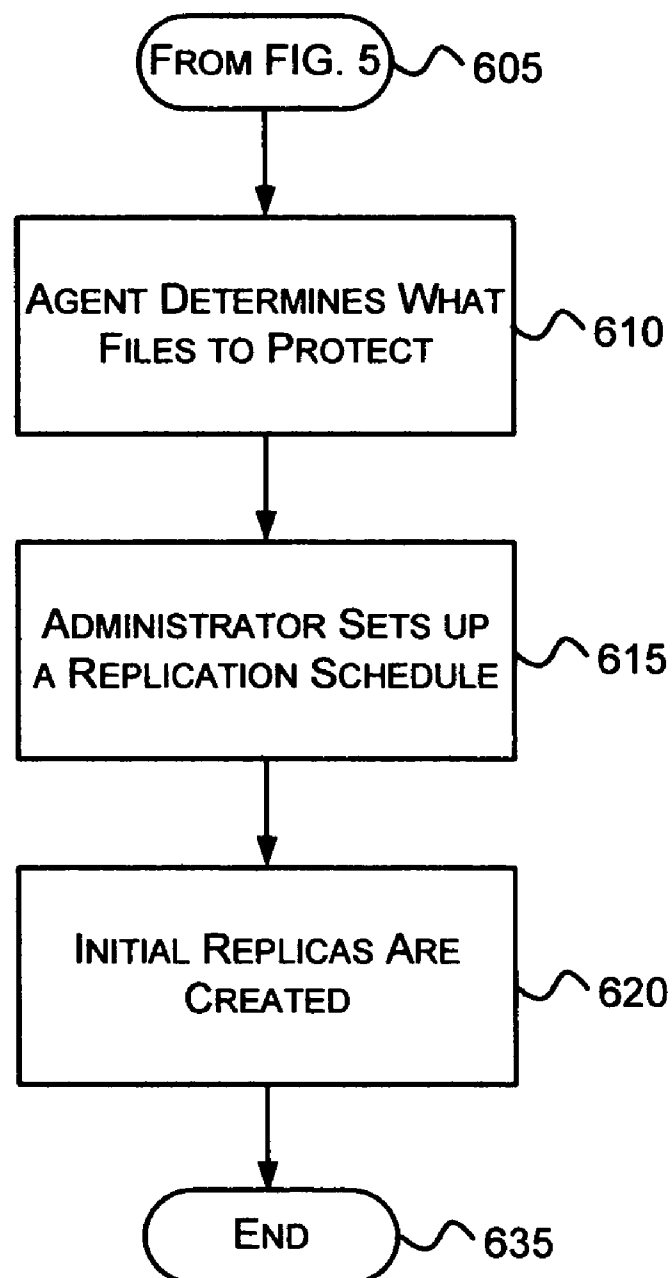 FROM FIG. 5
605
AGENT DETERMINES WHAT
FILES TO PROTECT
610
ADMINISTRATOR SETS UP
A REPLICATION SCHEDULE
615
INITIAL REPLICAS ARE
CREATED
620
END
635